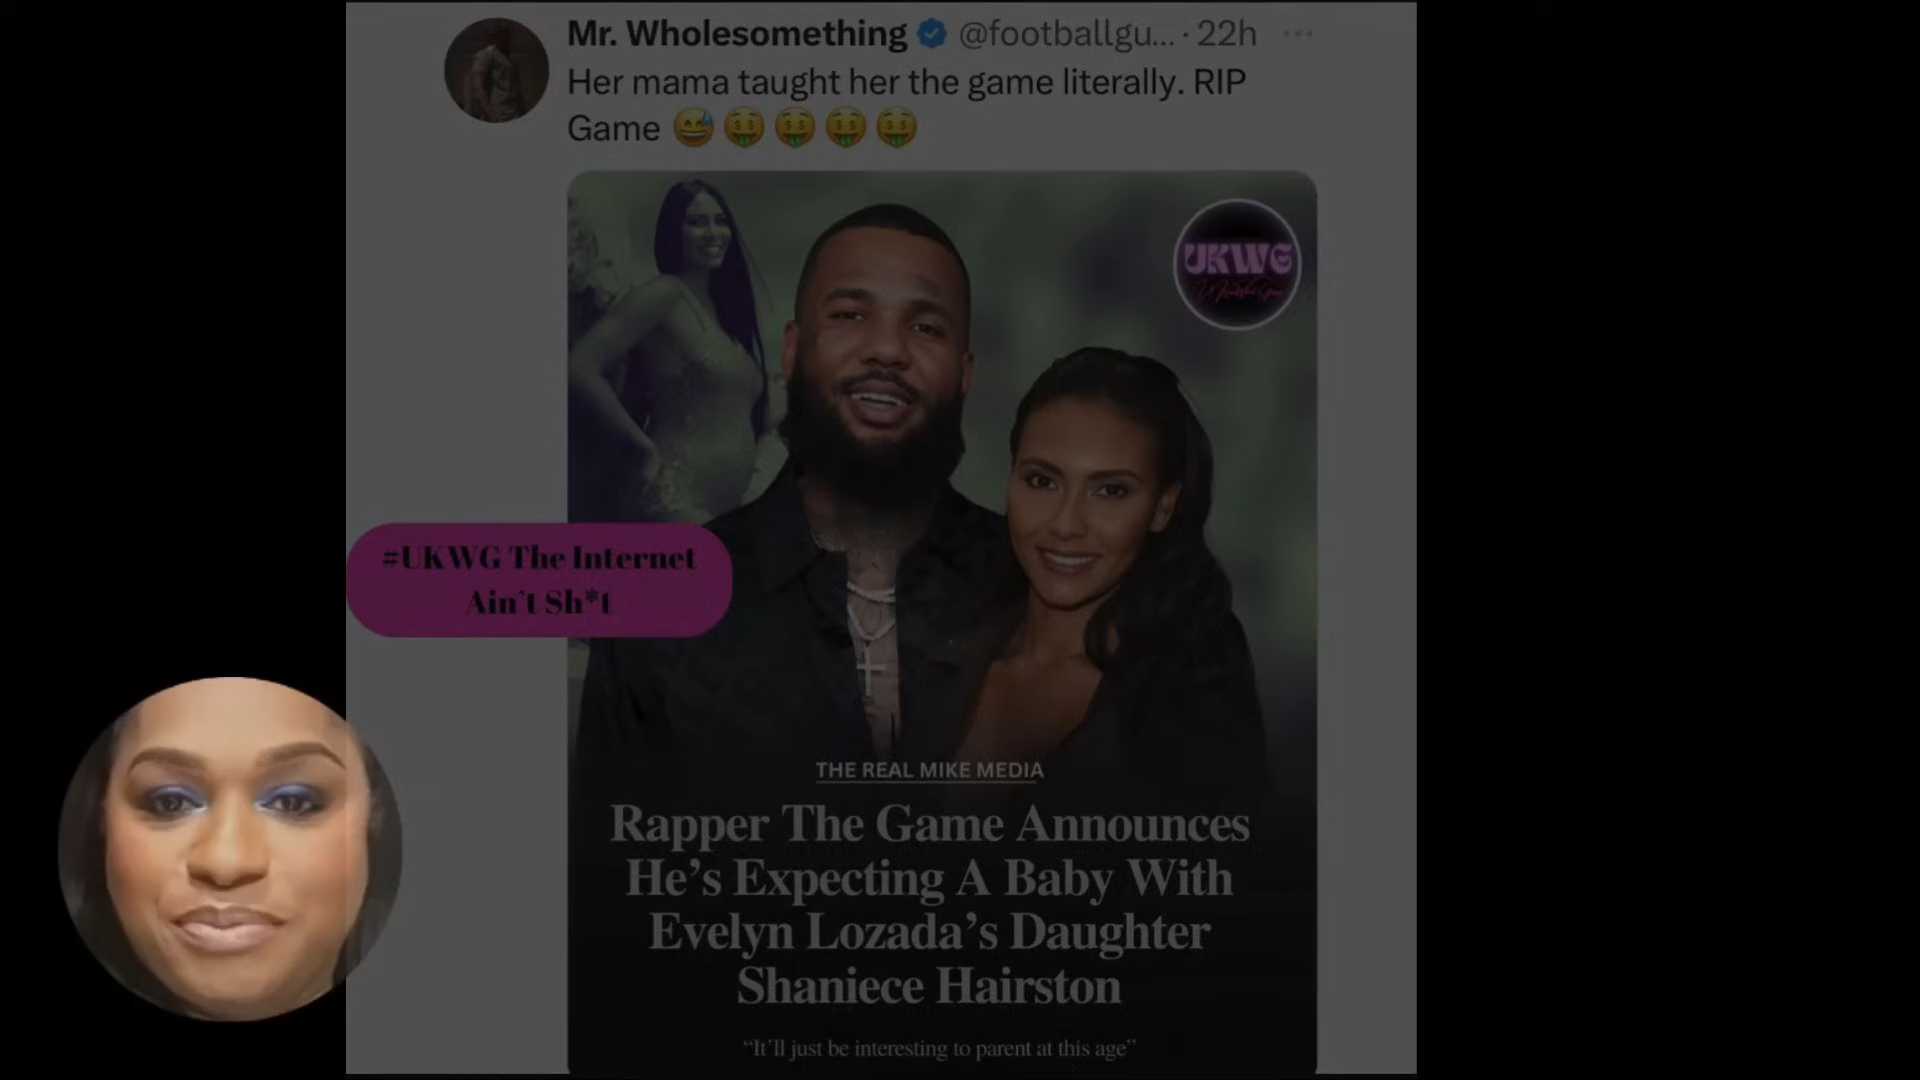 Mr. Wholesomething @footballgu... · 22h ...
Her mama taught her the game literally. RIP
Game 😅🤑🤑🤑🤑
UKWG
#UKWG The Internet
Ain't Sh*t
THE REAL MIKE MEDIA
Rapper The Game Announces
He's Expecting A Baby With
Evelyn Lozada's Daughter
Shaniece Hairston
“It'll just be interesting to parent at this age”